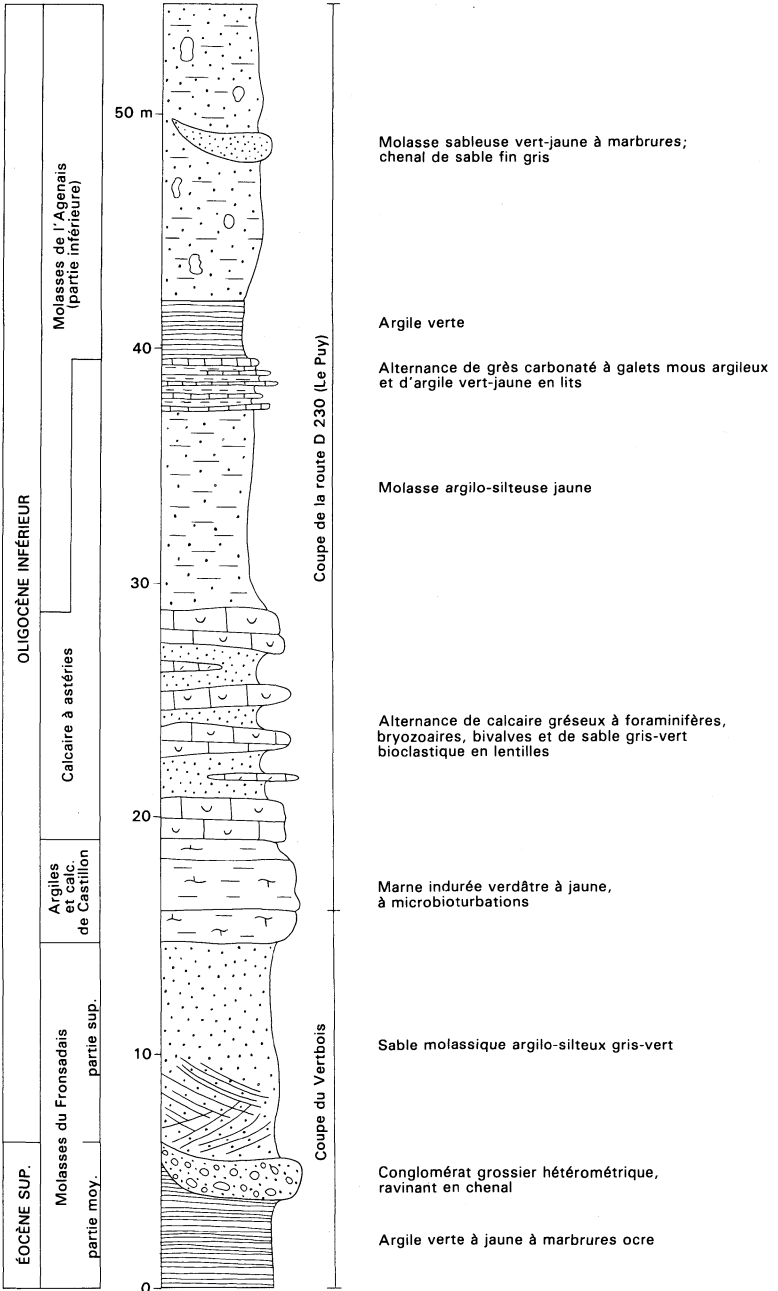 OLIGOCÈNE INFÉRIEUR
ÉOCÈNE SUP.
Molasses de l'Agenais
(partie inférieure)
Calcaire à astéries
Argiles
et calc.
de Castillon
Molasses du Fronsadais
partie sup.
partie moy.
50 m
40
30
20
10
0
Coupe de la route D 230 (Le Puy)
Coupe du Vertbois
Molasse sableuse vert-jaune à marbrures;
chenal de sable fin gris
Argile verte
Alternance de grès carbonaté à galets mous argileux
et d'argile vert-jaune en lits
Molasse argilo-silteuse jaune
Alternance de calcaire gréseux à foraminifères,
bryozoaires, bivalves et de sable gris-vert
bioclastique en lentilles
Marne indurée verdâtre à jaune,
à microbioturbations
Sable molassique argilo-silteux gris-vert
Conglomérat grossier hétérométrique,
ravinant en chenal
Argile verte à jaune à marbrures ocre